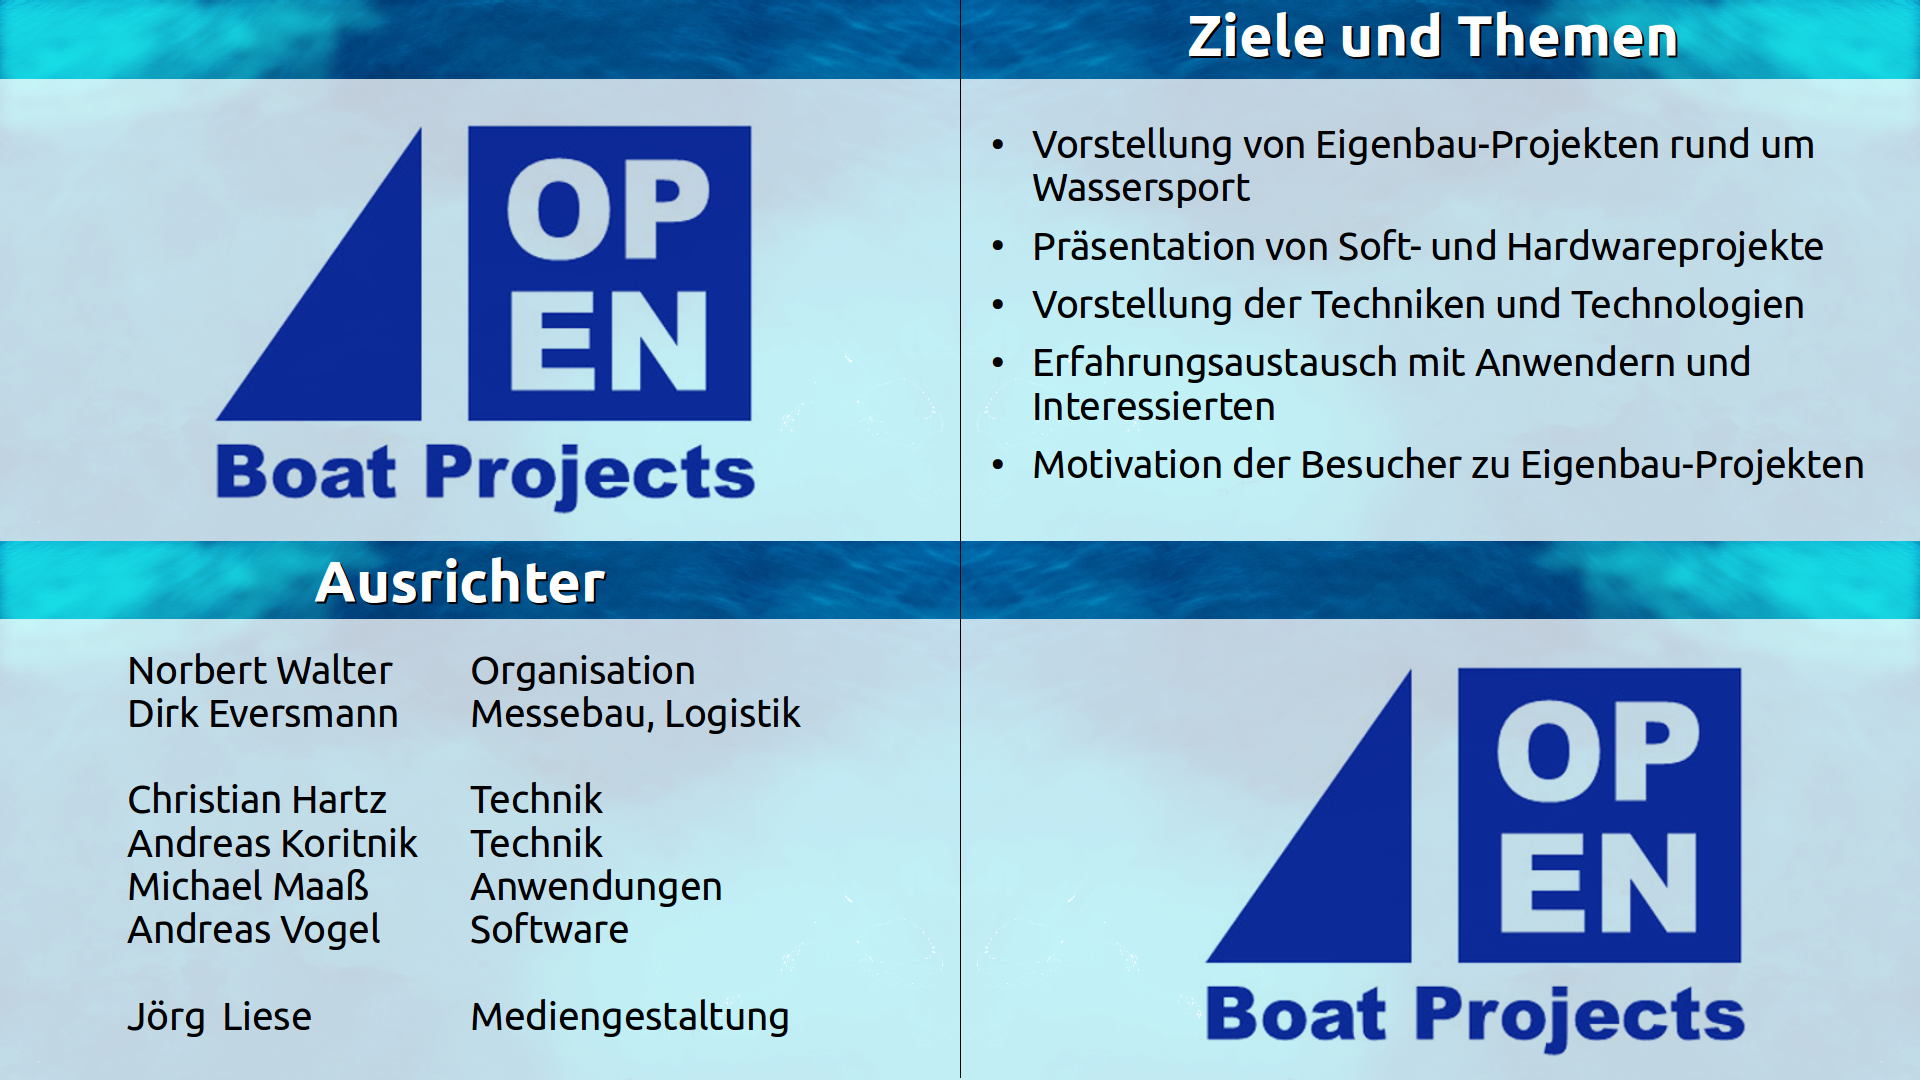 OP
EN
Boat Projects
Ziele und Themen
• Vorstellung von Eigenbau-Projekten rund um
Wassersport
• Präsentation von Soft- und Hardwareprojekte
• Vorstellung der Techniken und Technologien
• Erfahrungsaustausch mit Anwendern und
Interessierten
• Motivation der Besucher zu Eigenbau-Projekten
Ausrichter
Norbert Walter Organisation
Dirk Eversmann Messebau, Logistik
Christian Hartz Technik
Andreas Koritnik Technik
Michael Maaß Anwendungen
Andreas Vogel Software
Jörg Liese Mediengestaltung
OP
EN
Boat Projects